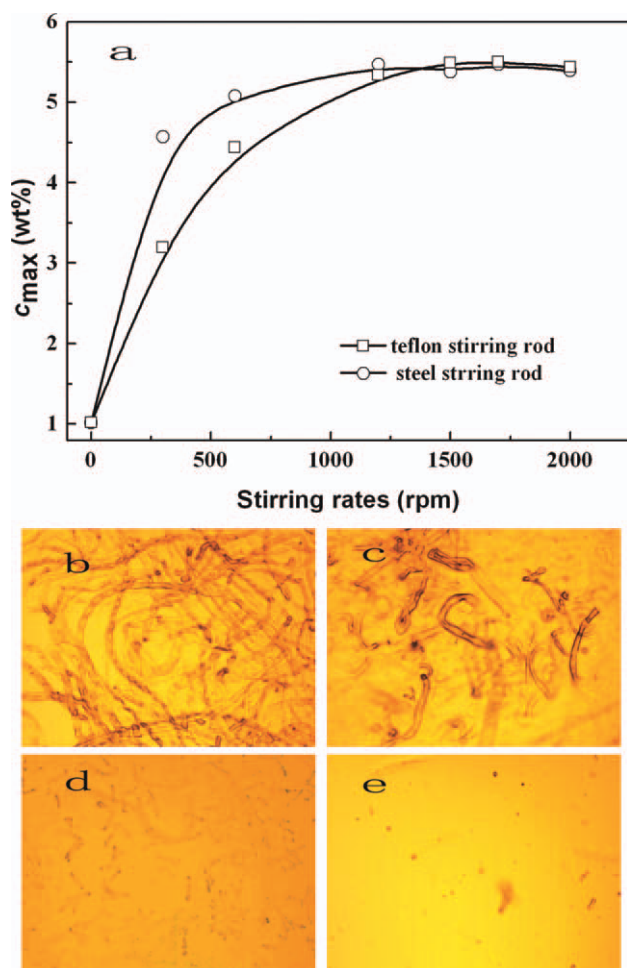 a
6
5
4
3
2
1
cmax (wt%)
teflon stirring rod
steel strring rod
0 500 1000 1500 2000
Stirring rates (rpm)
b c
d e